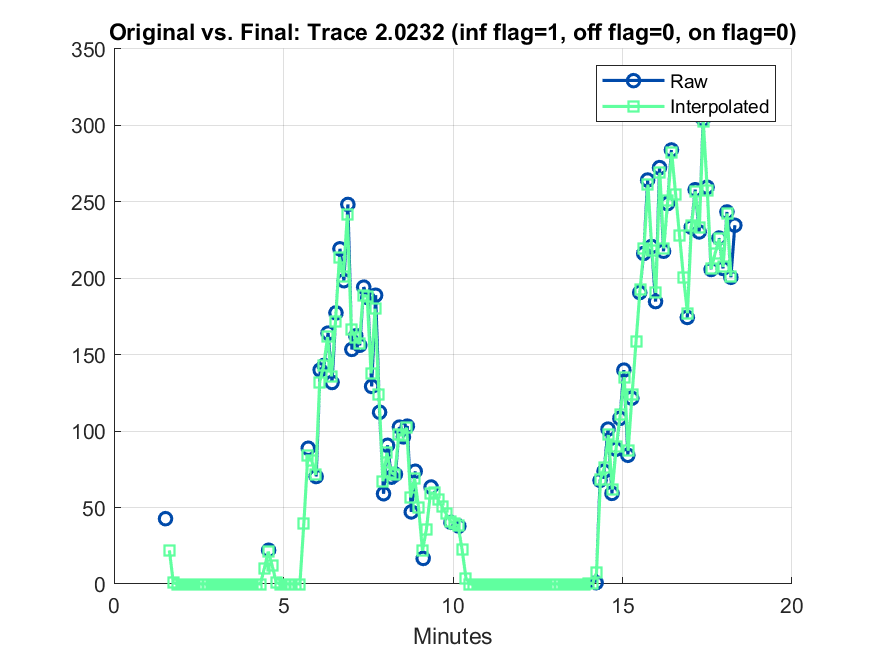 Original vs. Final: Trace 2.0232 (inf flag=1, off flag=0, on flag=0)
350
300
250
200
150
100
50
0
Raw
Interpolated
0 5 10 15 20
Minutes